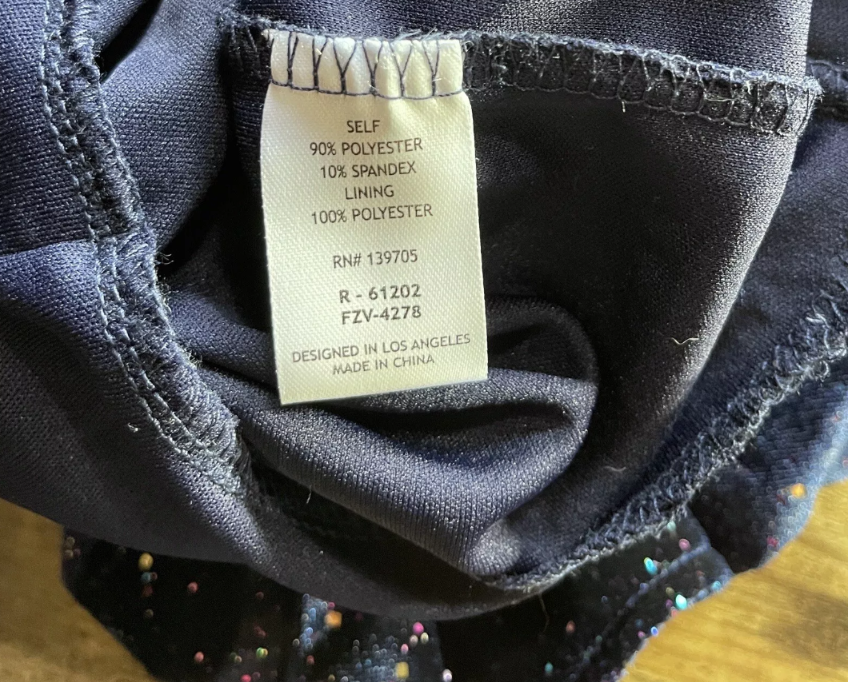 SELF
90% POLYESTER
10% SPANDEX
LINING
100% POLYESTER
RN# 139705
R - 61202
FZV-4278
DESIGNED IN LOS ANGELES
MADE IN CHINA